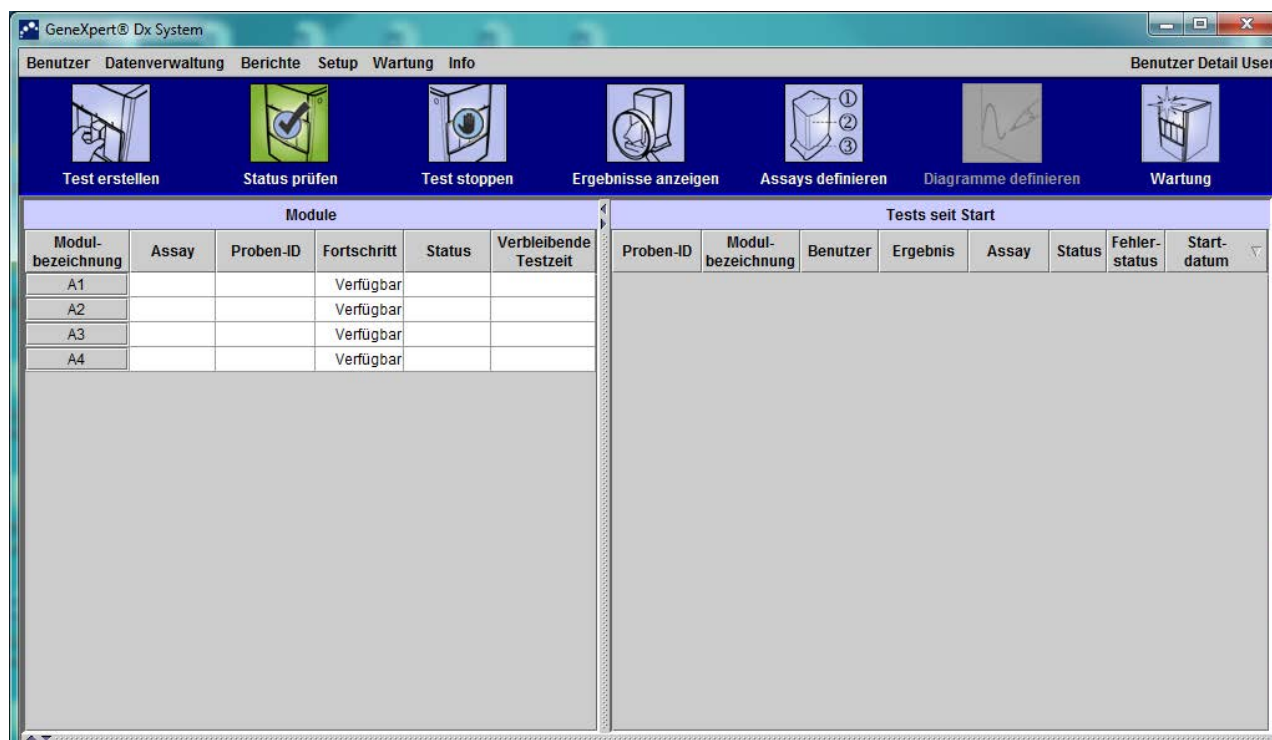 GeneXpert® Dx System
Benutzer Datenverwaltung Berichte Setup Wartung Info Benutzer Detail User
① ② ③
Test erstellen Status prüfen Test stoppen Ergebnisse anzeigen Assays definieren Diagramme definieren Wartung
Module Tests seit Start
Modul-bezeichnung Assay Proben-ID Fortschritt Status Verbleibende Testzeit Proben-ID Modul-bezeichnung Benutzer Ergebnis Assay Status Fehler-status Start-datum
A1 Verfügbar
A2 Verfügbar
A3 Verfügbar
A4 Verfügbar